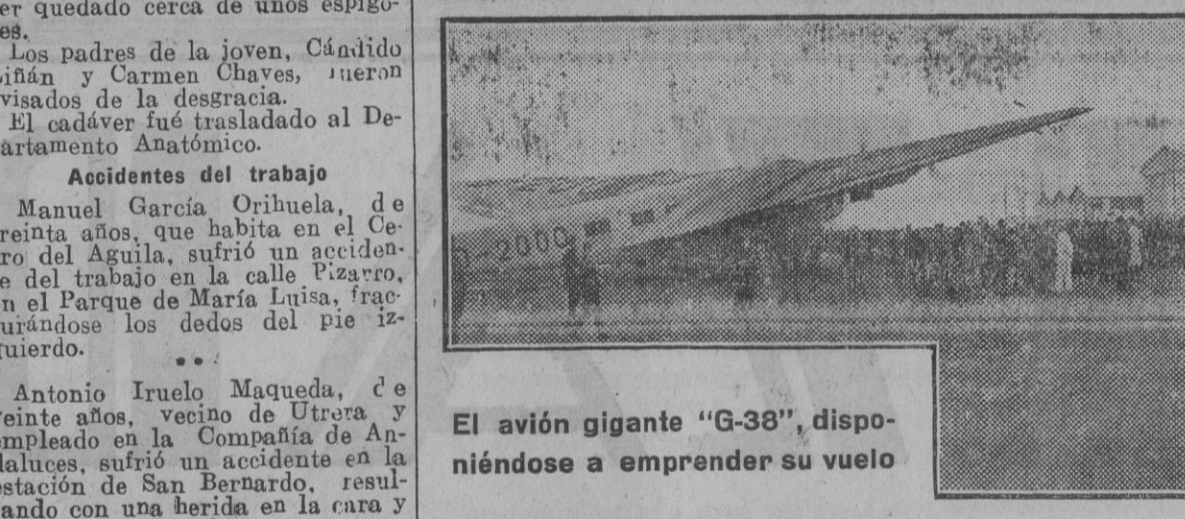 er quedado cerca de unos espigo-
es.
Los padres de la joven, Cándido
iñán y Carmen Chaves, fueron
visados de la desgracia.
El cadáver fué trasladado al De-
artamento Anatómico.
Accidentes del trabajo
Manuel García Orihuela, de
reinta años, que habita en el Ce-
ro del Aguila, sufrió un acciden-
e del trabajo en la calle Pizarro,
n el Parque de María Luisa, frac-
urándose los dedos del pie iz-
quierdo.
Antonio Iruelo Maqueda, de
einte años, vecino de Utrera y
empleado en la Compañía de An-
daluces, sufrió un accidente en la
estación de San Bernardo, resul-
ando con una herida en la cara y
D 2000
El avión gigante "G-38", dispo-
niéndose a emprender su vuelo